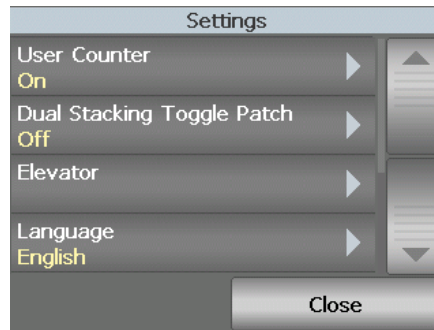 Settings
User Counter
On
Dual Stacking Toggle Patch
Off
Elevator
Language
English
Close